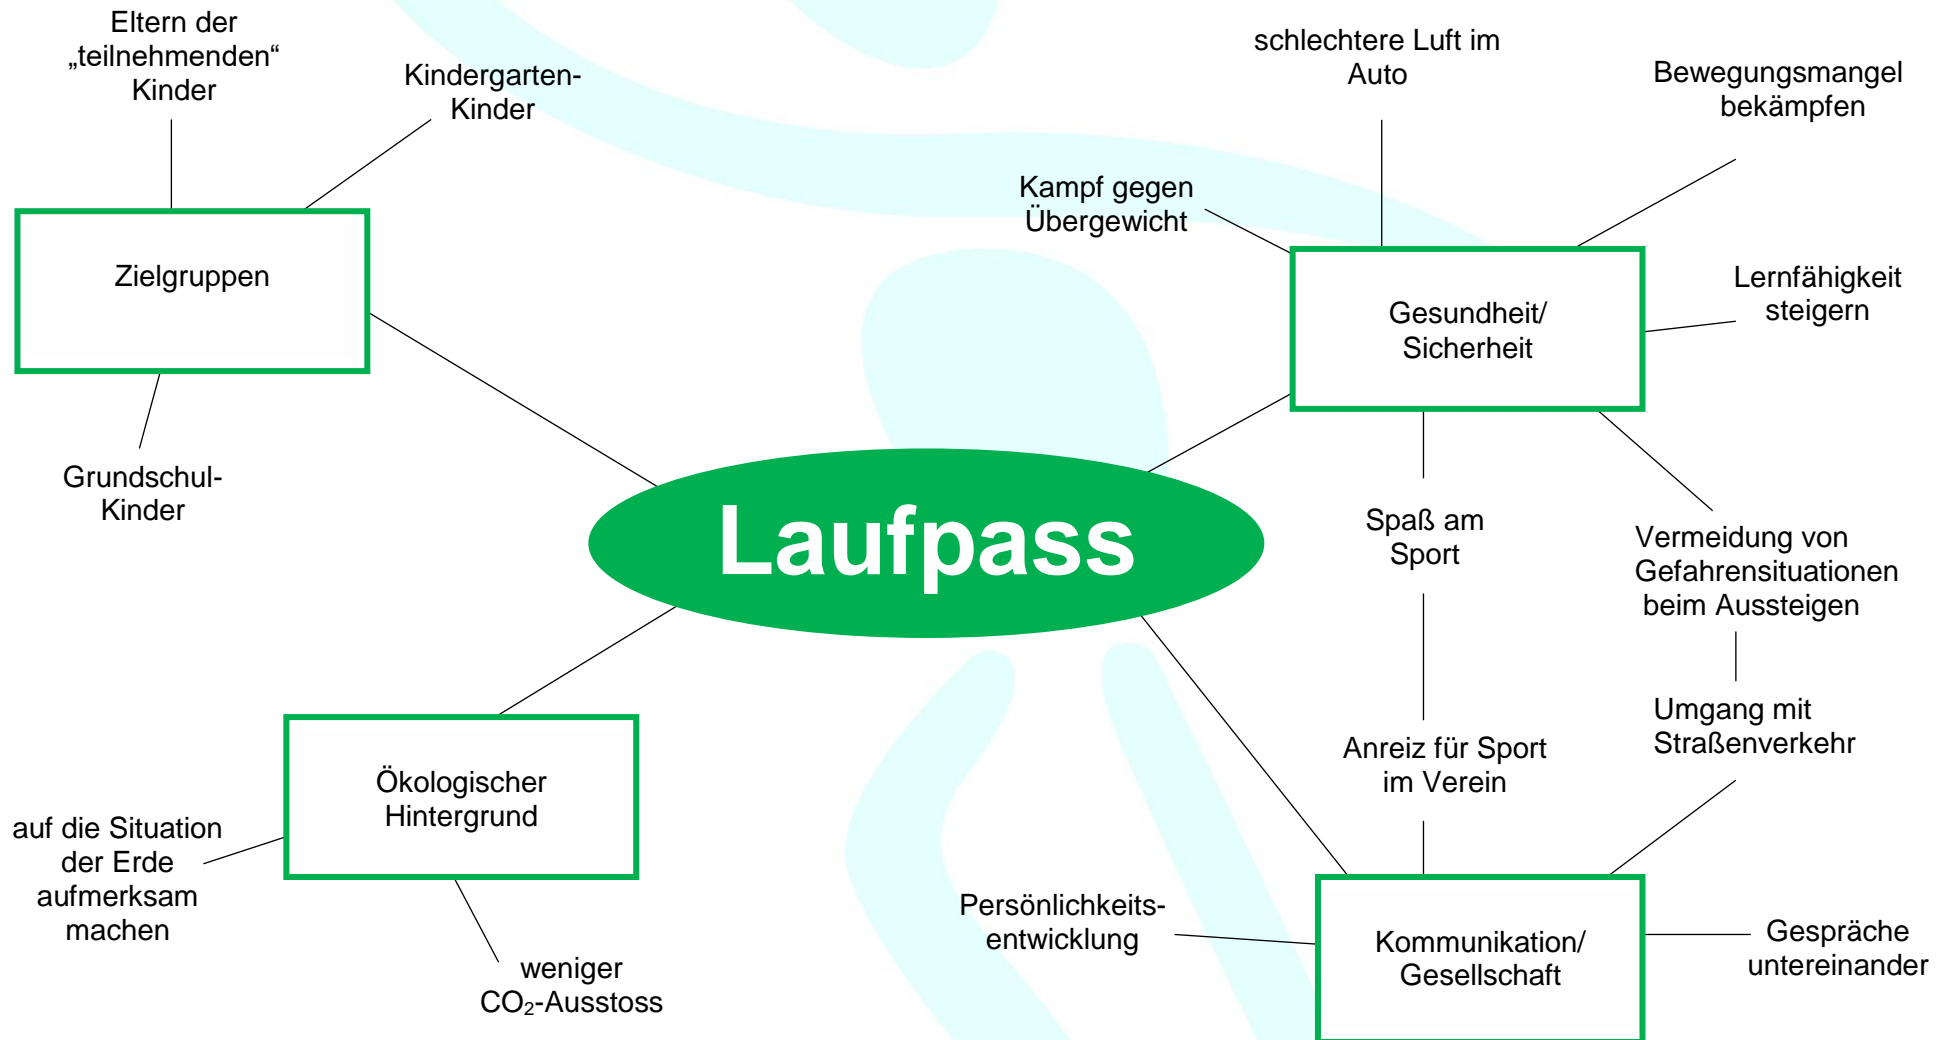 Eltern der
„teilnehmenden“
Kinder
Kindergarten-
Kinder
Zielgruppen
Grundschul-
Kinder
schlechtere Luft im
Auto
Bewegungsmangel
bekämpfen
Kampf gegen
Übergewicht
Gesundheit/
Sicherheit
Lernfähigkeit
steigern
Laufpass
Spaß am
Sport
Vermeidung von
Gefahrensituationen
beim Aussteigen
Anreiz für Sport
im Verein
Umgang mit
Straßenverkehr
Ökologischer
Hintergrund
auf die Situation
der Erde
aufmerksam
machen
weniger
CO₂-Ausstoss
Persönlichkeits-
entwicklung
Kommunikation/
Gesellschaft
Gespräche
untereinander